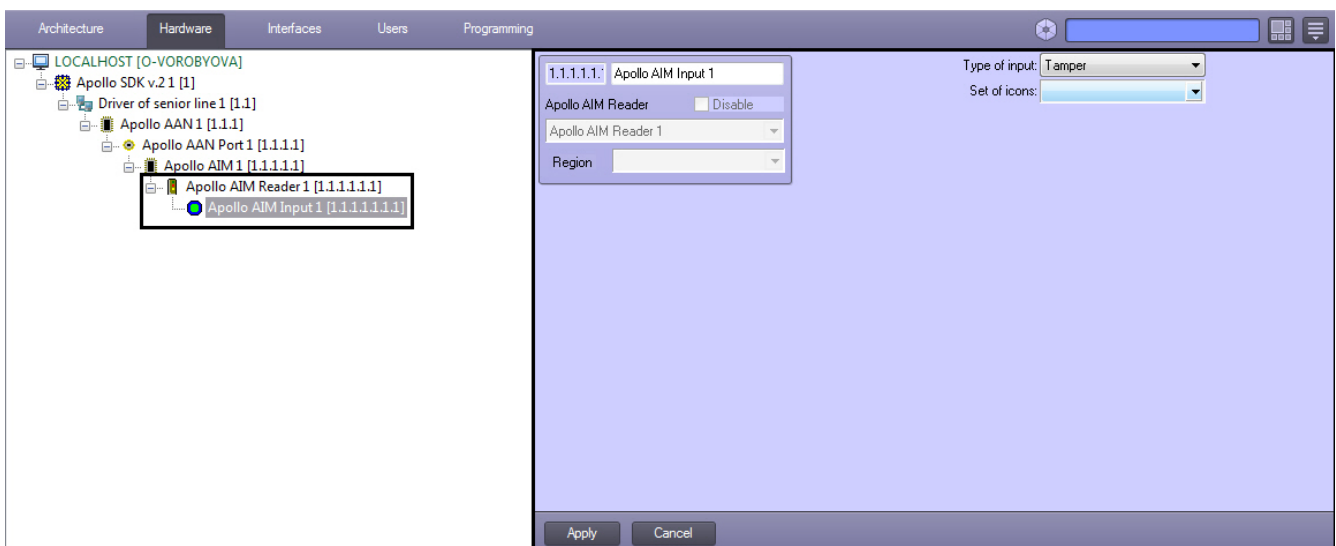 Architecture Hardware Interfaces Users Programming
LOCALHOST [O-VOROBYOVA]
Apollo SDK v.2 1 [1]
Driver of senior line 1 [1.1]
Apollo AAN 1 [1.1.1]
Apollo AAN Port 1 [1.1.1.1]
Apollo AIM 1 [1.1.1.1.1]
Apollo AIM Reader 1 [1.1.1.1.1.1]
Apollo AIM Input 1 [1.1.1.1.1.1.1]
1.1.1.1.1. Apollo AIM Input 1
Apollo AIM Reader Disable
Apollo AIM Reader 1
Region
Type of input: Tamper
Set of icons:
Apply Cancel